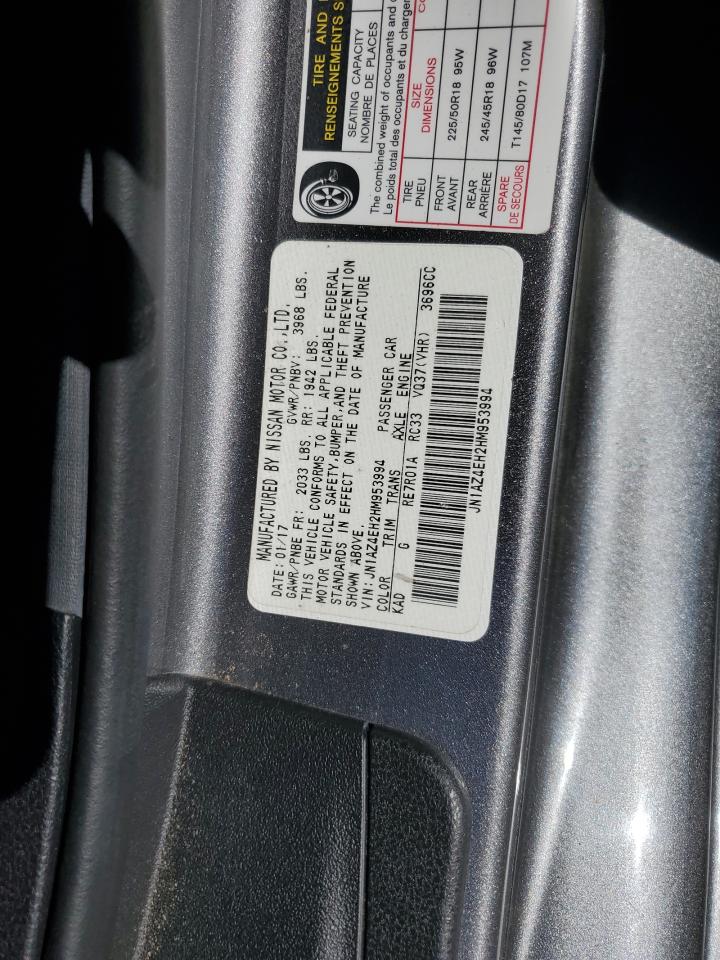 TIRE AND
RENSEIGNEMENTS S
SEATING CAPACITY
NOMBRE DE PLACES
The combined weight of occupants and
Le poids total des occupants et du charge
TIRE
PNEU
SIZE
DIMENSIONS
FRONT
AVANT
225/50R18 95W
REAR
ARRIÈRE
245/45R18 96W
SPARE
DE SECOURS
T145/80D17 107M
MANUFACTURED BY NISSAN MOTOR CO.,LTD.
DATE:01/17 GVWR/PNBV: 3968 LBS.
GAWR/PNBE FR: 2033 LBS. RR: 1942 LBS.
THIS VEHICLE CONFORMS TO ALL APPLICABLE FEDERAL
MOTOR VEHICLE SAFETY,BUMPER,AND THEFT PREVENTION
STANDARDS IN EFFECT ON THE DATE OF MANUFACTURE
SHOWN ABOVE.
VIN:JN1AZ4EH2HM953994 PASSENGER CAR
COLOR TRIM TRANS AXLE ENGINE
KAD G RE7R01A RC33 VQ37(VHR) 3696CC
JN1AZ4EH2HM953994